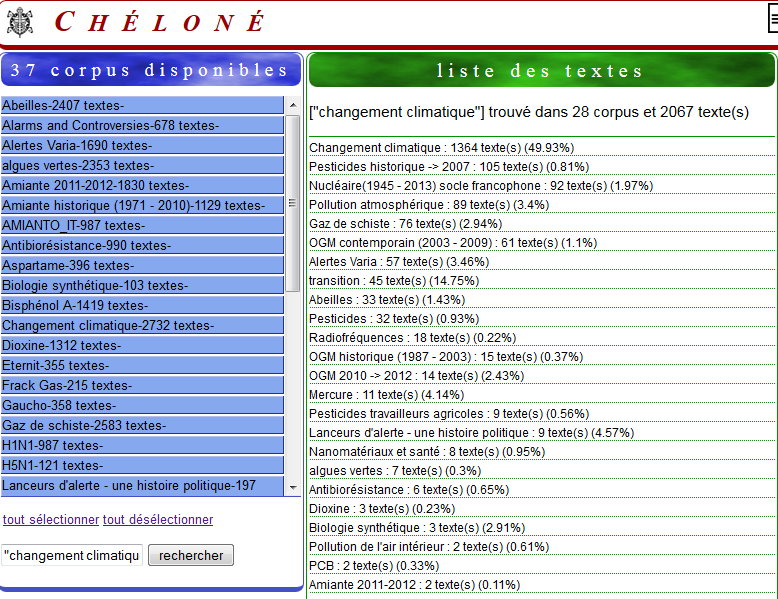 CHÉLONÉ
37 corpus disponibles
Abeilles-2407 textes-
Alarms and Controversies-678 textes-
Alertes Varia-1690 textes-
algues vertes-2353 textes-
Amiante 2011-2012-1830 textes-
Amiante historique (1971 - 2010)-1129 textes-
AMIANTO_IT-987 textes-
Antibiorésistance-990 textes-
Aspartame-396 textes-
Biologie synthétique-103 textes-
Bisphénol A-1419 textes-
Changement climatique-2732 textes-
Dioxine-1312 textes-
Eternit-355 textes-
Frack Gas-215 textes-
Gaucho-358 textes-
Gaz de schiste-2583 textes-
H1N1-987 textes-
H5N1-121 textes-
Lanceurs d'alerte - une histoire politique-197
tout sélectionner tout désélectionner
"changement climatiqu rechercher
liste des textes
["changement climatique"] trouvé dans 28 corpus et 2067 texte(s)
Changement climatique : 1364 texte(s) (49.93%)
Pesticides historique -> 2007 : 105 texte(s) (0.81%)
Nucléaire(1945 - 2013) socle francophone : 92 texte(s) (1.97%)
Pollution atmosphérique : 89 texte(s) (3.4%)
Gaz de schiste : 76 texte(s) (2.94%)
OGM contemporain (2003 - 2009) : 61 texte(s) (1.1%)
Alertes Varia : 57 texte(s) (3.46%)
transition : 45 texte(s) (14.75%)
Abeilles : 33 texte(s) (1.43%)
Pesticides : 32 texte(s) (0.93%)
Radiofréquences : 18 texte(s) (0.22%)
OGM historique (1987 - 2003) : 15 texte(s) (0.37%)
OGM 2010 -> 2012 : 14 texte(s) (2.43%)
Mercure : 11 texte(s) (4.14%)
Pesticides travailleurs agricoles : 9 texte(s) (0.56%)
Lanceurs d'alerte - une histoire politique : 9 texte(s) (4.57%)
Nanomatériaux et santé : 8 texte(s) (0.95%)
algues vertes : 7 texte(s) (0.3%)
Antibiorésistance : 6 texte(s) (0.65%)
Dioxine : 3 texte(s) (0.23%)
Biologie synthétique : 3 texte(s) (2.91%)
Pollution de l'air intérieur : 2 texte(s) (0.61%)
PCB : 2 texte(s) (0.33%)
Amiante 2011-2012 : 2 texte(s) (0.11%)